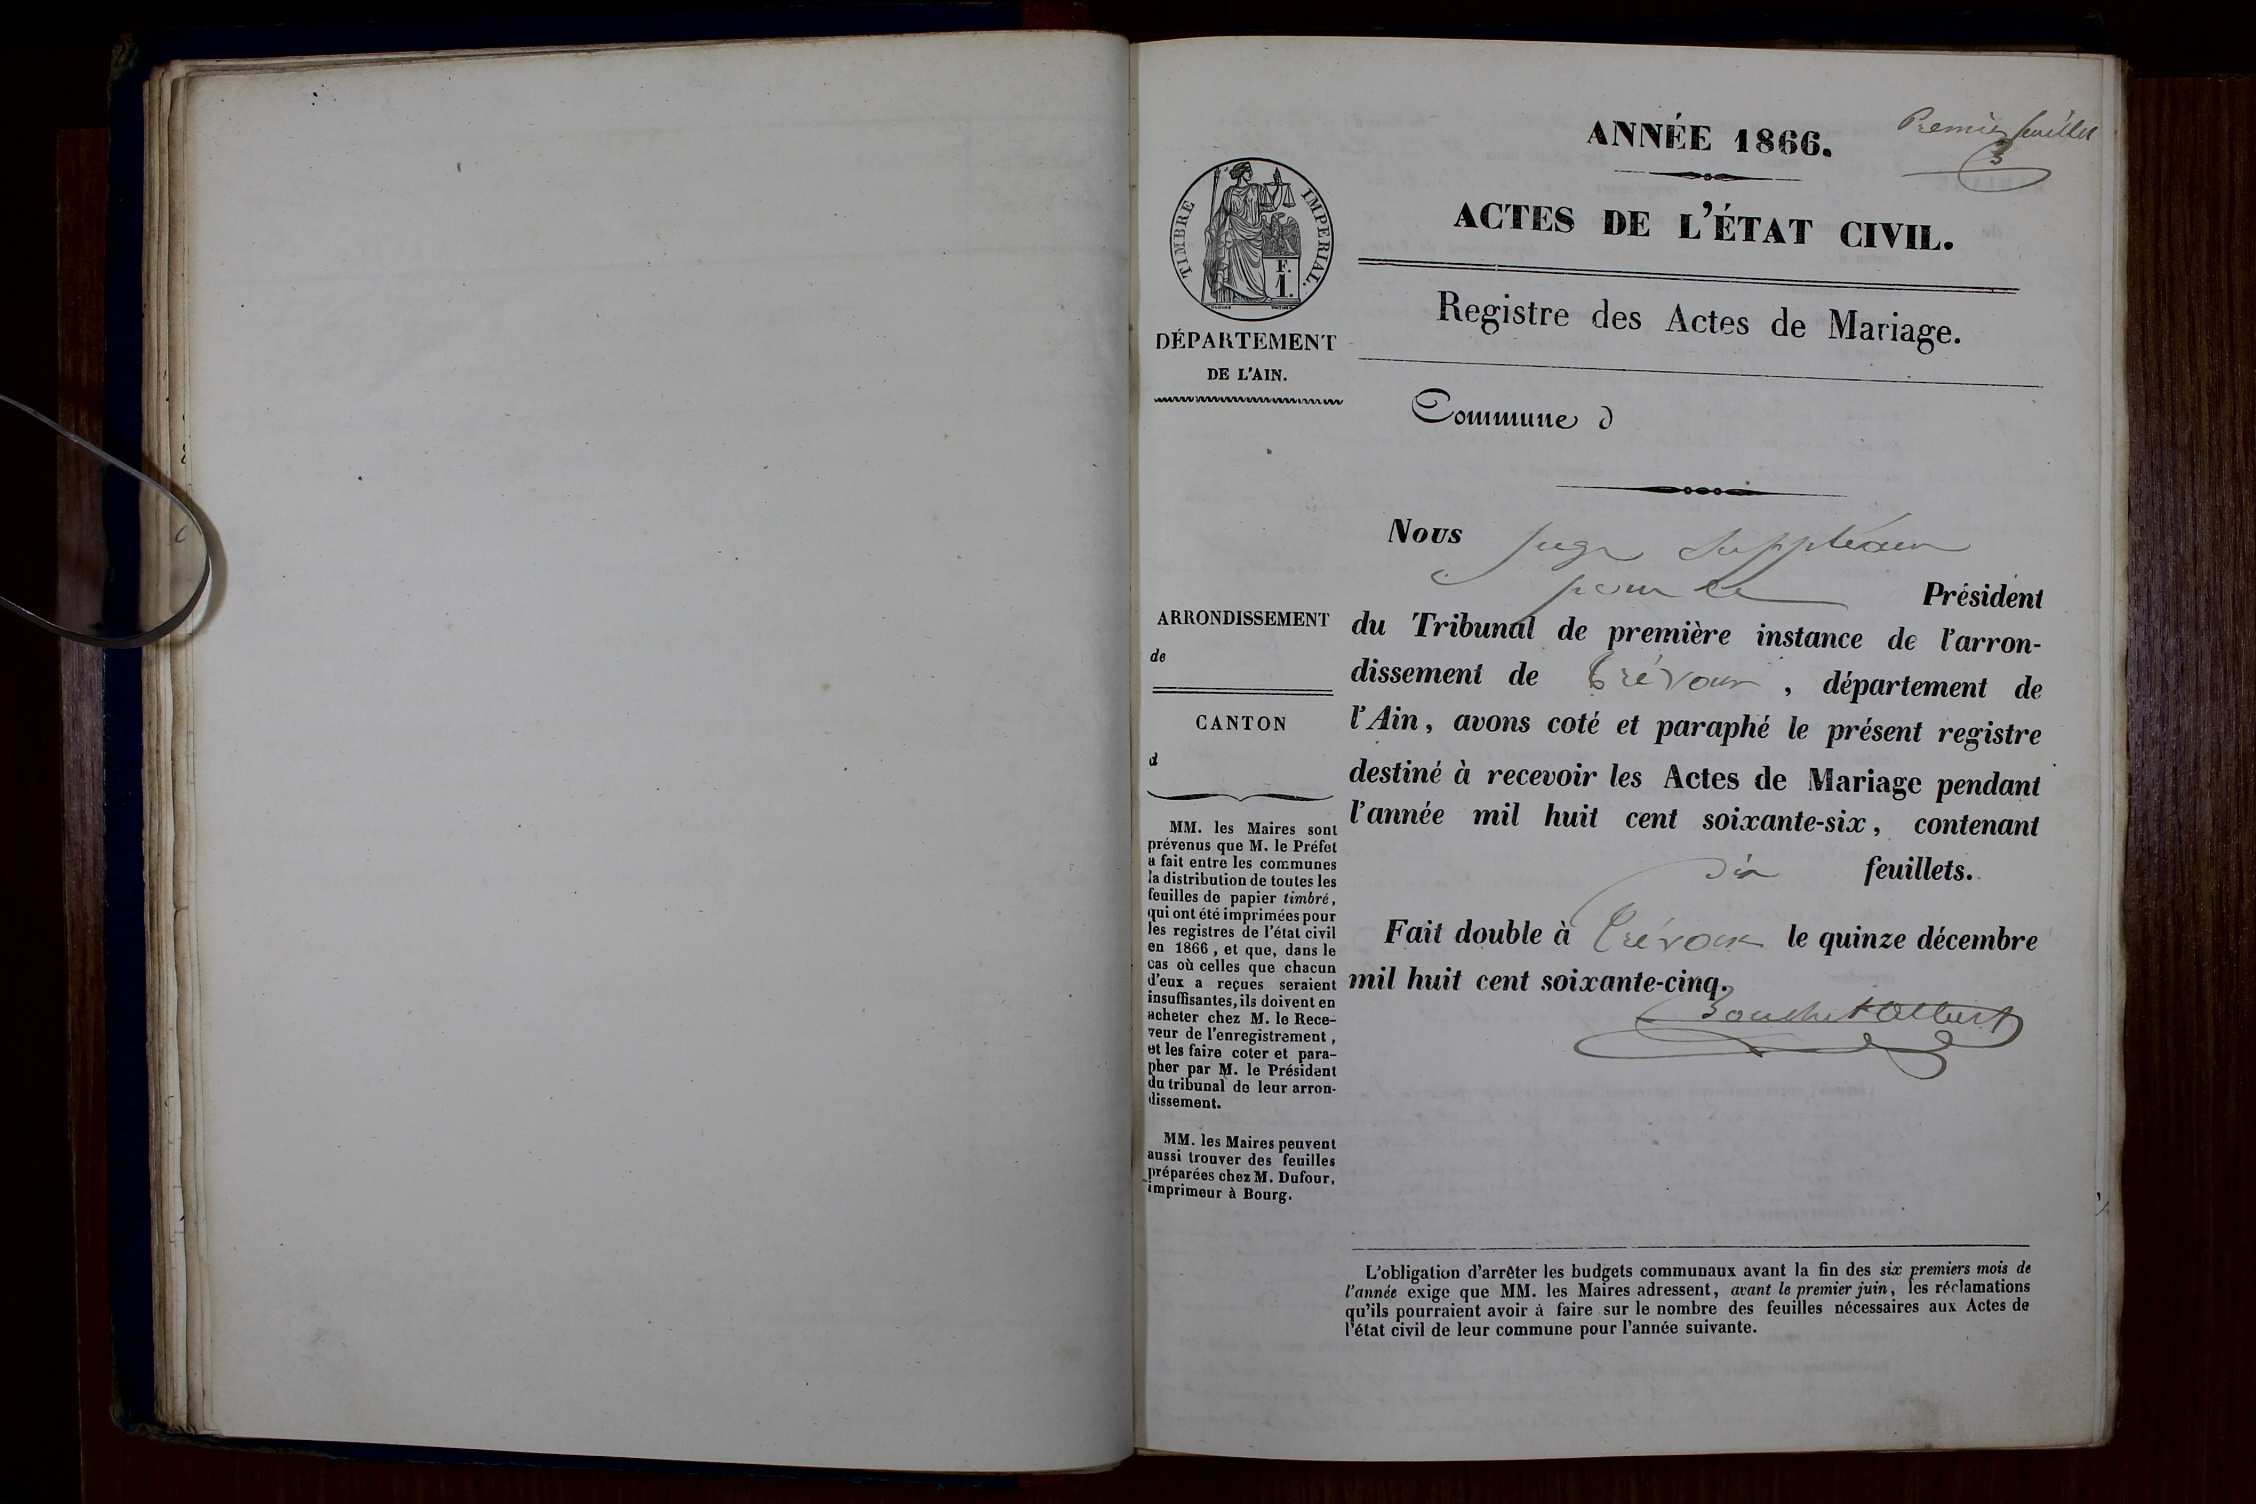 Premier feuillet
ANNÉE 1866.
ACTES DE L'ÉTAT CIVIL.
Registre des Actes de Mariage.
Commune d
TIMBRE IMPERIAL.
F.
1.
DÉPARTEMENT
DE L'AIN.
ARRONDISSEMENT
de
CANTON
d
MM. les Maires sont
prévenus que M. le Préfet
a fait entre les communes
la distribution de toutes les
feuilles de papier timbré,
qui ont été imprimées pour
les registres de l'état civil
en 1866, et que, dans le
cas où celles que chacun
d'eux a reçues seraient
insuffisantes, ils doivent en
acheter chez M. le Rece-
veur de l'enregistrement,
et les faire coter et para-
pher par M. le Président
du tribunal de leur arron-
dissement.
MM. les Maires peuvent
aussi trouver des feuilles
préparées chez M. Dufour,
imprimeur à Bourg.
Nous juge suppléant
pour le Président
du Tribunal de première instance de l'arron-
dissement de Trévoux, département de
l'Ain, avons coté et paraphé le présent registre
destiné à recevoir les Actes de Mariage pendant
l'année mil huit cent soixante-six, contenant
dix feuillets.
Fait double à Trévoux le quinze décembre
mil huit cent soixante-cinq.
L'obligation d'arrêter les budgets communaux avant la fin des six premiers mois de
l'année exige que MM. les Maires adressent, avant le premier juin, les réclamations
qu'ils pourraient avoir à faire sur le nombre des feuilles nécessaires aux Actes de
l'état civil de leur commune pour l'année suivante.